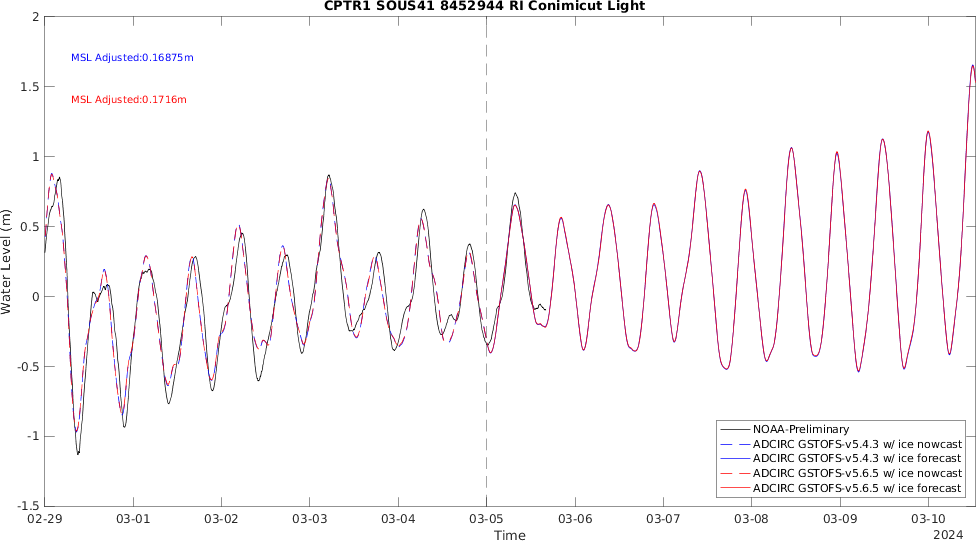 CPTR1 SOUS41 8452944 RI Conimicut Light
MSL Adjusted:0.16875m
MSL Adjusted:0.1716m
Water Level (m)
2
1.5
1
0.5
0
-0.5
-1
-1.5
NOAA-Preliminary
ADCIRC GSTOFS-v5.4.3 w/ ice nowcast
ADCIRC GSTOFS-v5.4.3 w/ ice forecast
ADCIRC GSTOFS-v5.6.5 w/ ice nowcast
ADCIRC GSTOFS-v5.6.5 w/ ice forecast
02-29 03-01 03-02 03-03 03-04 03-05 03-06 03-07 03-08 03-09 03-10
Time
2024